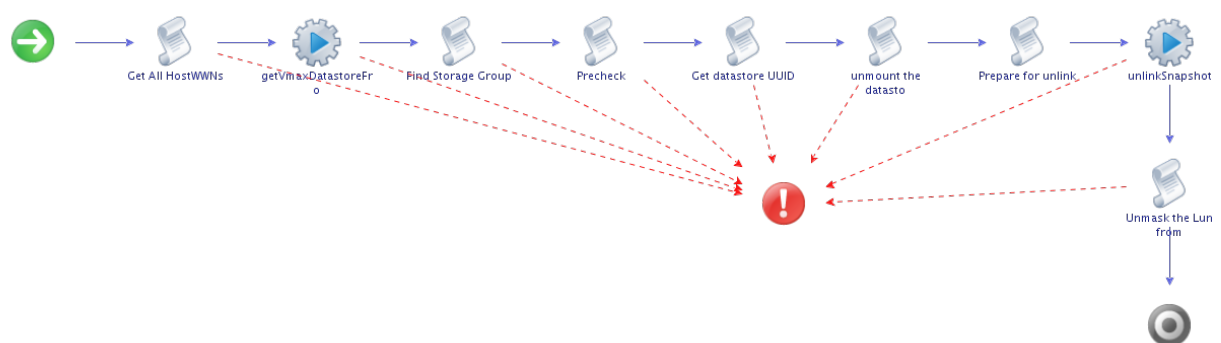 Get All HostWWNs
getVmaxDatastoreFr
o
Find Storage Group
Precheck
Get datastore UUID
unmount the
datasto
Prepare for unlink
unlinkSnapshot
Unmask the Lun
from